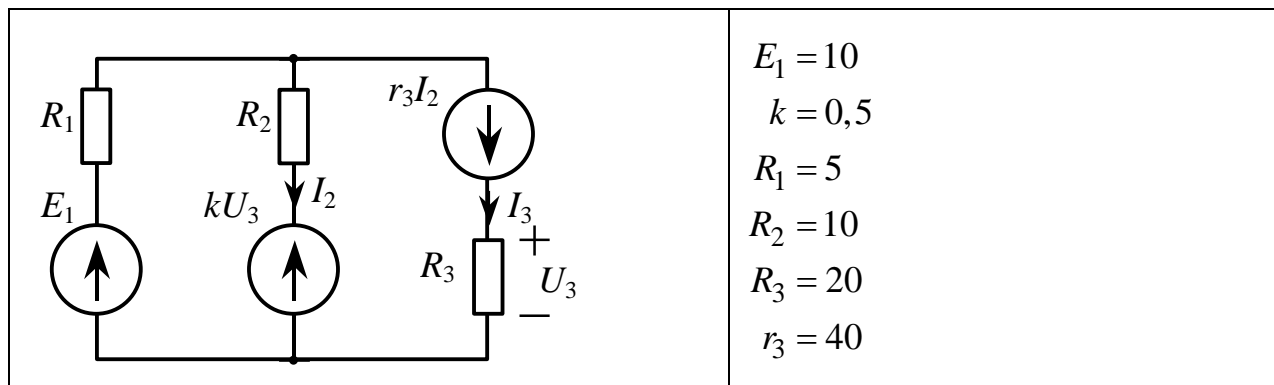 r₃I₂
R₁
R₂
E₁
kU₃
I₂
I₃
+
R₃
U₃
–
E₁ = 10
k = 0,5
R₁ = 5
R₂ = 10
R₃ = 20
r₃ = 40